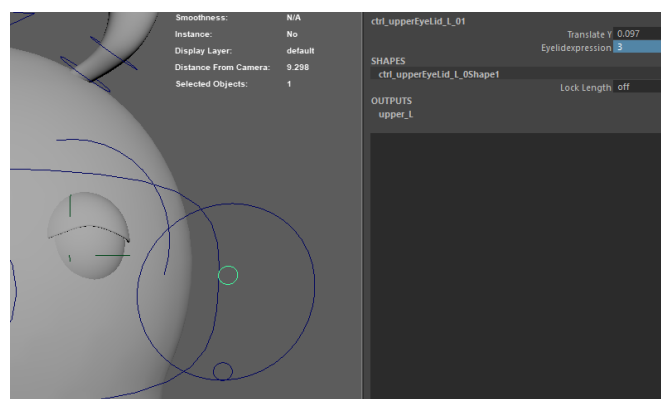 Smoothness: N/A
Instance: No
Display Layer: default
Distance From Camera: 9.298
Selected Objects: 1
ctrl_upperEyeLid_L_01
Translate Y 0.097
Eyelidexpression 3
SHAPES
ctrl_upperEyeLid_L_0Shape1
Lock Length off
OUTPUTS
upper_L